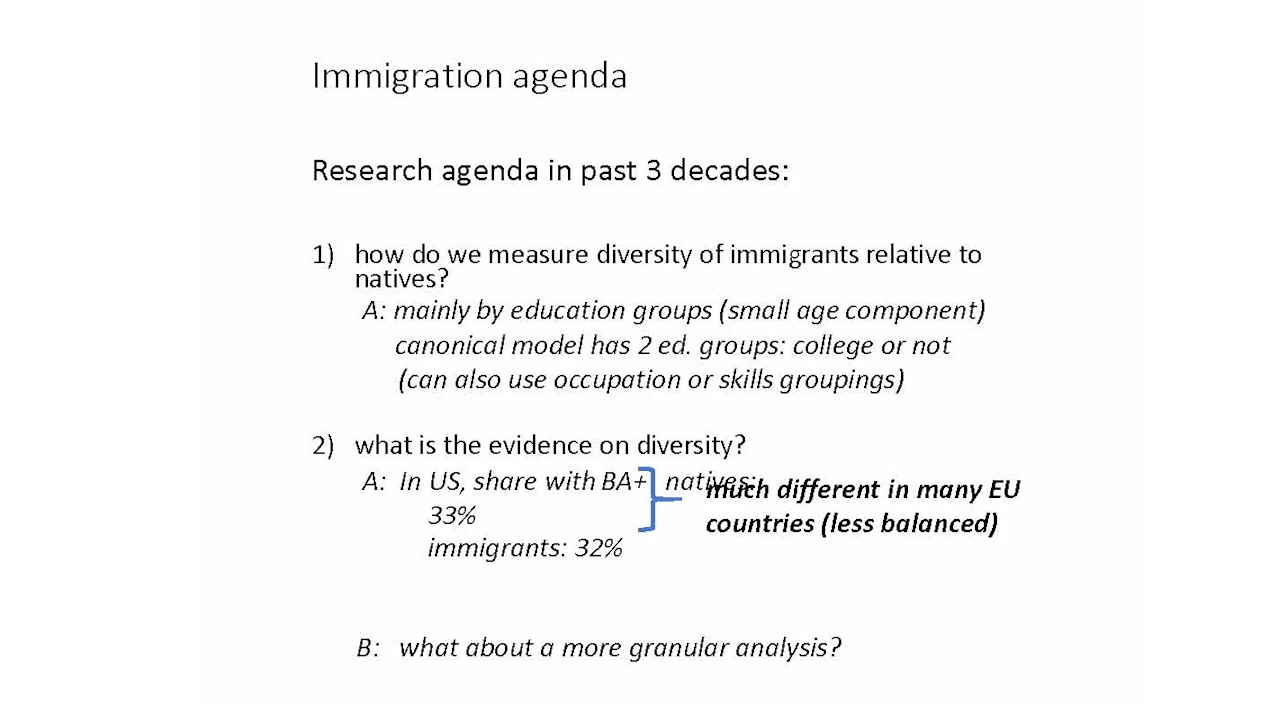 Immigration agenda
Research agenda in past 3 decades:
1) how do we measure diversity of immigrants relative to
natives?
A: mainly by education groups (small age component)
canonical model has 2 ed. groups: college or not
(can also use occupation or skills groupings)
2) what is the evidence on diversity?
A: In US, share with BA+ natives:
33%
immigrants: 32%
much different in many EU
countries (less balanced)
B: what about a more granular analysis?